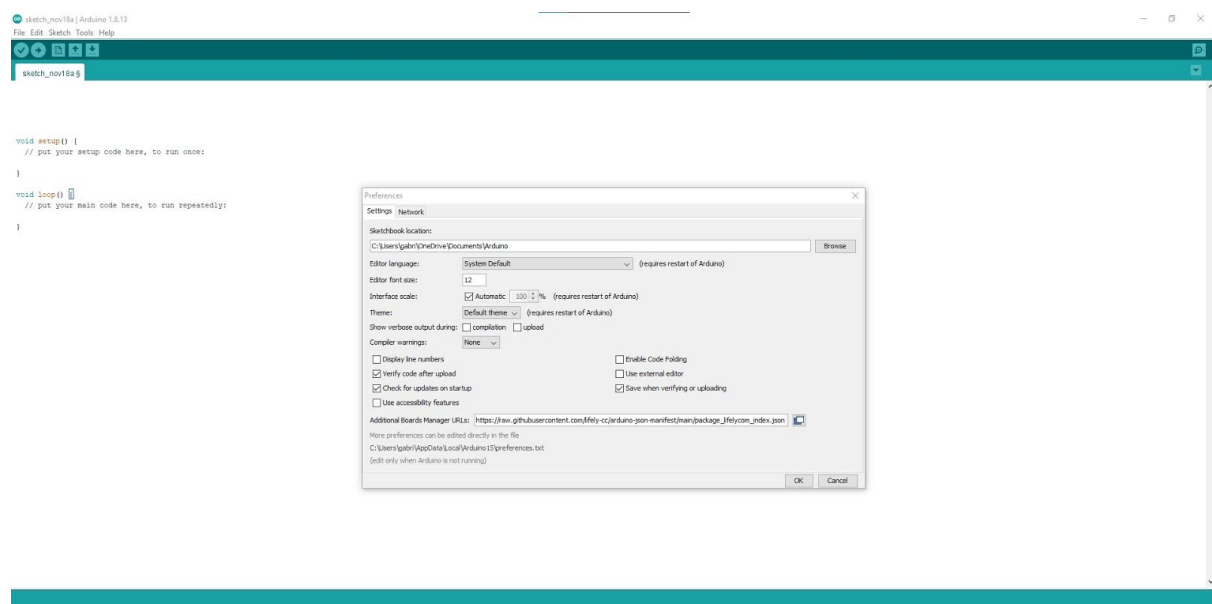 sketch_nov18a | Arduino 1.8.13
File Edit Sketch Tools Help
sketch_nov18a §
void setup() {
// put your setup code here, to run once:
}
void loop() {
// put your main code here, to run repeatedly:
}
Preferences
Settings Network
Sketchbook location:
C:\Users\gabri\OneDrive\Documents\Arduino Browse
Editor language: System Default (requires restart of Arduino)
Editor font size: 12
Interface scale: Automatic 100 % (requires restart of Arduino)
Theme: Default theme (requires restart of Arduino)
Show verbose output during: compilation upload
Compiler warnings: None
Display line numbers Enable Code Folding
Verify code after upload Use external editor
Check for updates on startup Save when verifying or uploading
Use accessibility features
Additional Boards Manager URLs: https://raw.githubusercontent.com/lifely-cc/arduino-json-manifest/main/package_lifelycom_index.json
More preferences can be edited directly in the file
C:\Users\gabri\AppData\Local\Arduino15\preferences.txt
(edit only when Arduino is not running)
OK Cancel